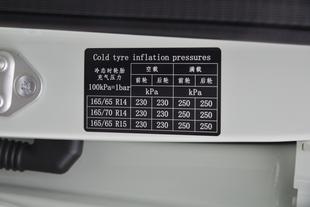 Cold tyre inflation pressures
冷态时轮胎 空载 满载
充气压力 前轮 后轮 前轮 后轮
100kPa=1bar kPa kPa
165/65 R14 230 230 250 250
165/70 R14 230 230 250 250
165/65 R15 230 230 250 250